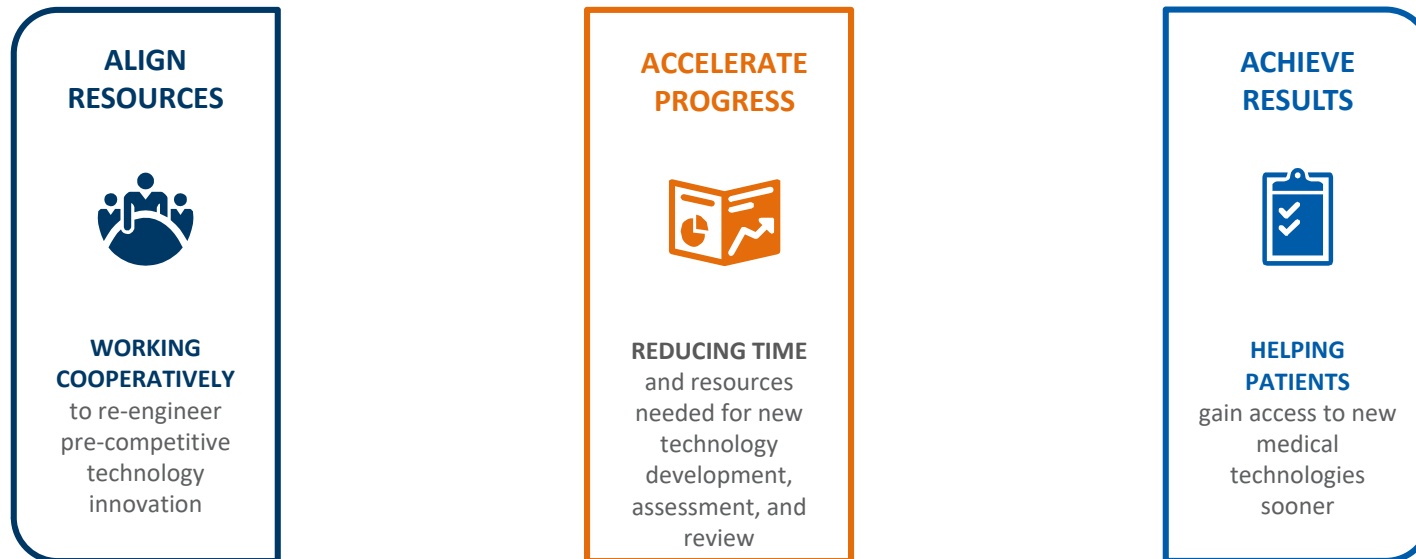 ALIGN
RESOURCES
WORKING
COOPERATIVELY
to re-engineer
pre-competitive
technology
innovation
ACCELERATE
PROGRESS
REDUCING TIME
and resources
needed for new
technology
development,
assessment, and
review
ACHIEVE
RESULTS
HELPING
PATIENTS
gain access to new
medical
technologies
sooner